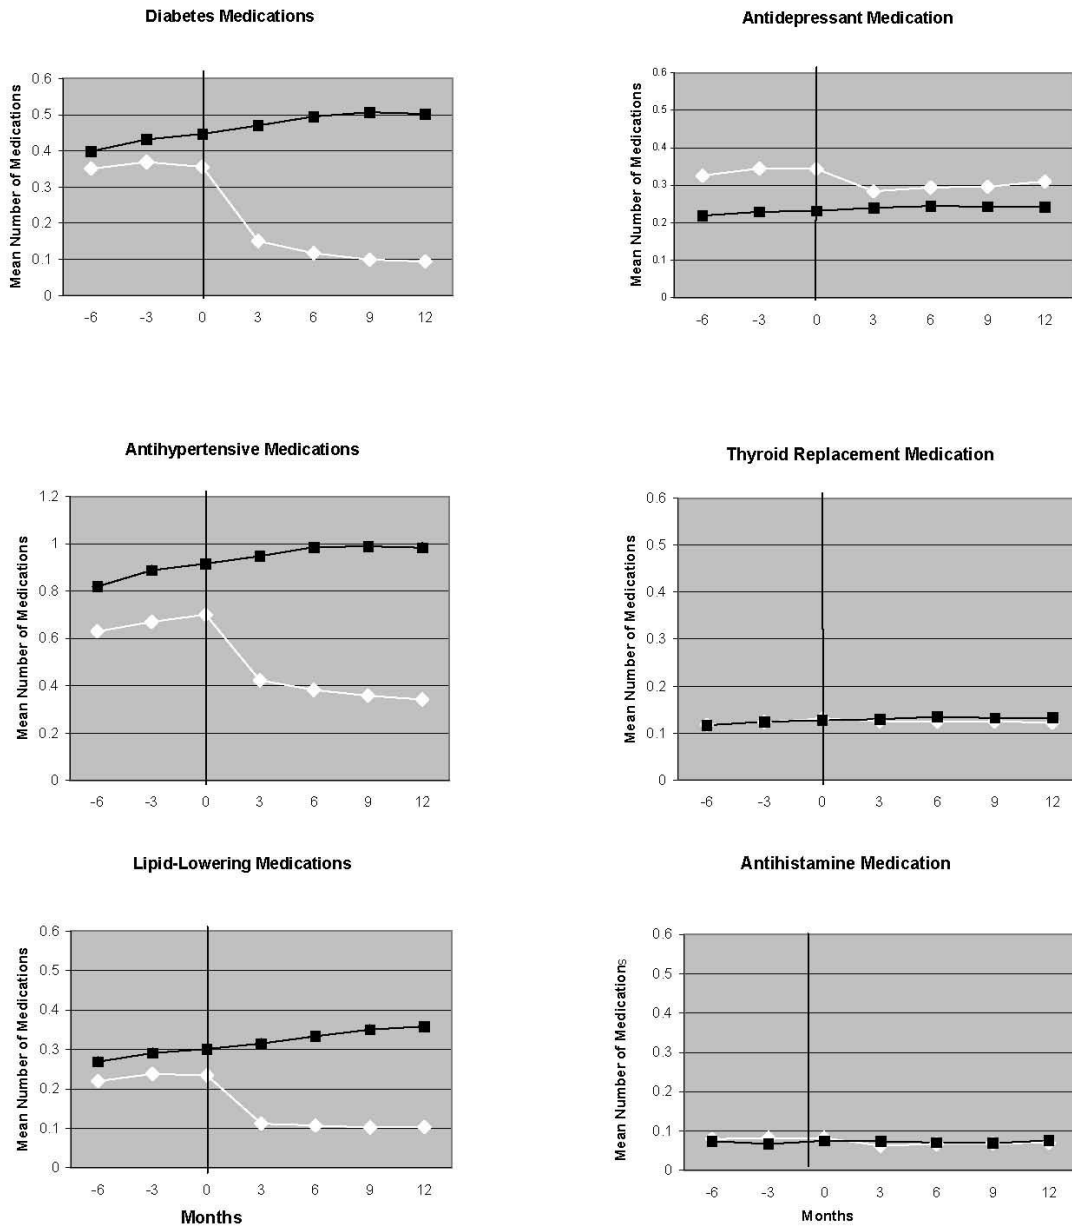 Diabetes Medications
Mean Number of Medications
0.6
0.5
0.4
0.3
0.2
0.1
0
-6 -3 0 3 6 9 12
Antidepressant Medication
Mean Number of Medications
0.6
0.5
0.4
0.3
0.2
0.1
0
-6 -3 0 3 6 9 12
Antihypertensive Medications
Mean Number of Medications
1.2
1
0.8
0.6
0.4
0.2
0
-6 -3 0 3 6 9 12
Thyroid Replacement Medication
Mean Number of Medications
0.6
0.5
0.4
0.3
0.2
0.1
0
-6 -3 0 3 6 9 12
Lipid-Lowering Medications
Mean Number of Medications
0.6
0.5
0.4
0.3
0.2
0.1
0
-6 -3 0 3 6 9 12
Months
Antihistamine Medication
Mean Number of Medications
0.6
0.5
0.4
0.3
0.2
0.1
0
-6 -3 0 3 6 9 12
Months